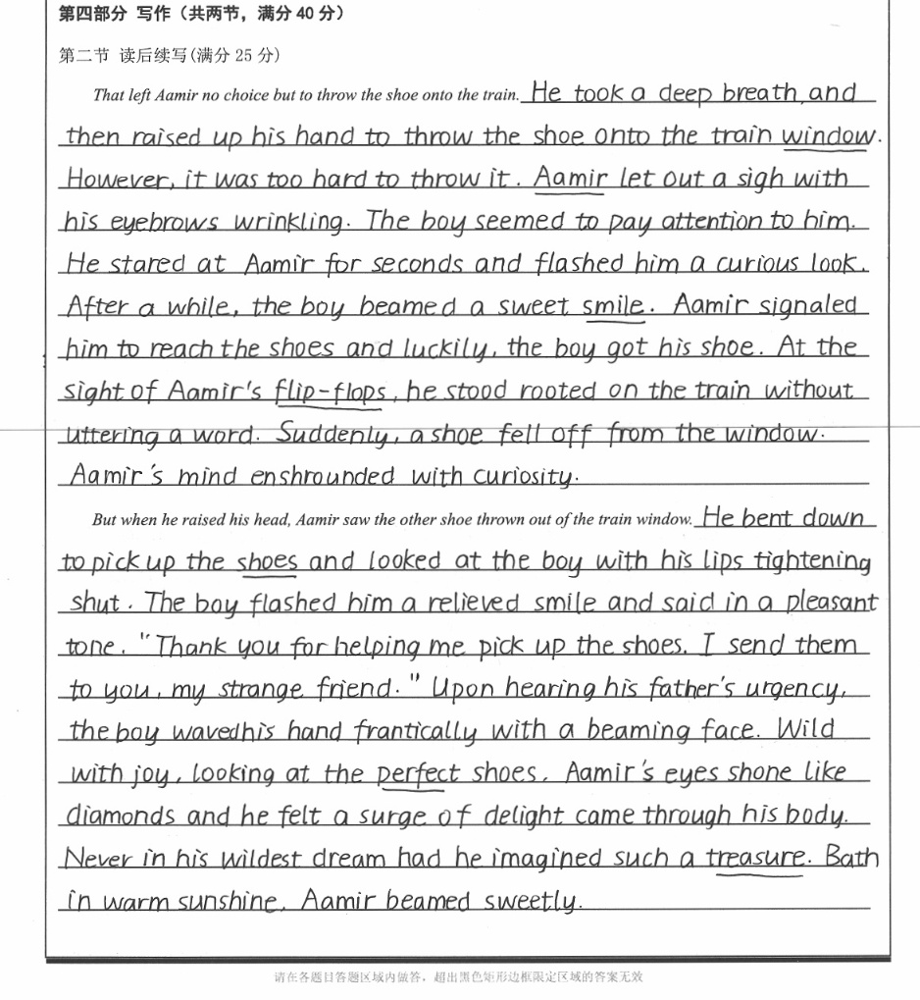 第四部分 写作（共两节，满分 40 分）
第二节 读后续写(满分 25 分)
That left Aamir no choice but to throw the shoe onto the train. He took a deep breath, and
then raised up his hand to throw the shoe onto the train window.
However, it was too hard to throw it. Aamir let out a sigh with
his eyebrows wrinkling. The boy seemed to pay attention to him.
He stared at Aamir for seconds and flashed him a curious look.
After a while, the boy beamed a sweet smile. Aamir signaled
him to reach the shoes and luckily, the boy got his shoe. At the
sight of Aamir's flip-flops, he stood rooted on the train without
uttering a word. Suddenly, a shoe fell off from the window.
Aamir's mind enshrounded with curiosity.
But when he raised his head, Aamir saw the other shoe thrown out of the train window. He bent down
to pick up the shoes and looked at the boy with his lips tightening
shut. The boy flashed him a relieved smile and said in a pleasant
tone. "Thank you for helping me pick up the shoes. I send them
to you, my strange friend." Upon hearing his father's urgency,
the boy waved his hand frantically with a beaming face. Wild
with joy, looking at the perfect shoes, Aamir's eyes shone like
diamonds and he felt a surge of delight came through his body.
Never in his wildest dream had he imagined such a treasure. Bath
in warm sunshine, Aamir beamed sweetly.
请在各题目答题区域内做答，超出黑色矩形边框限定区域的答案无效